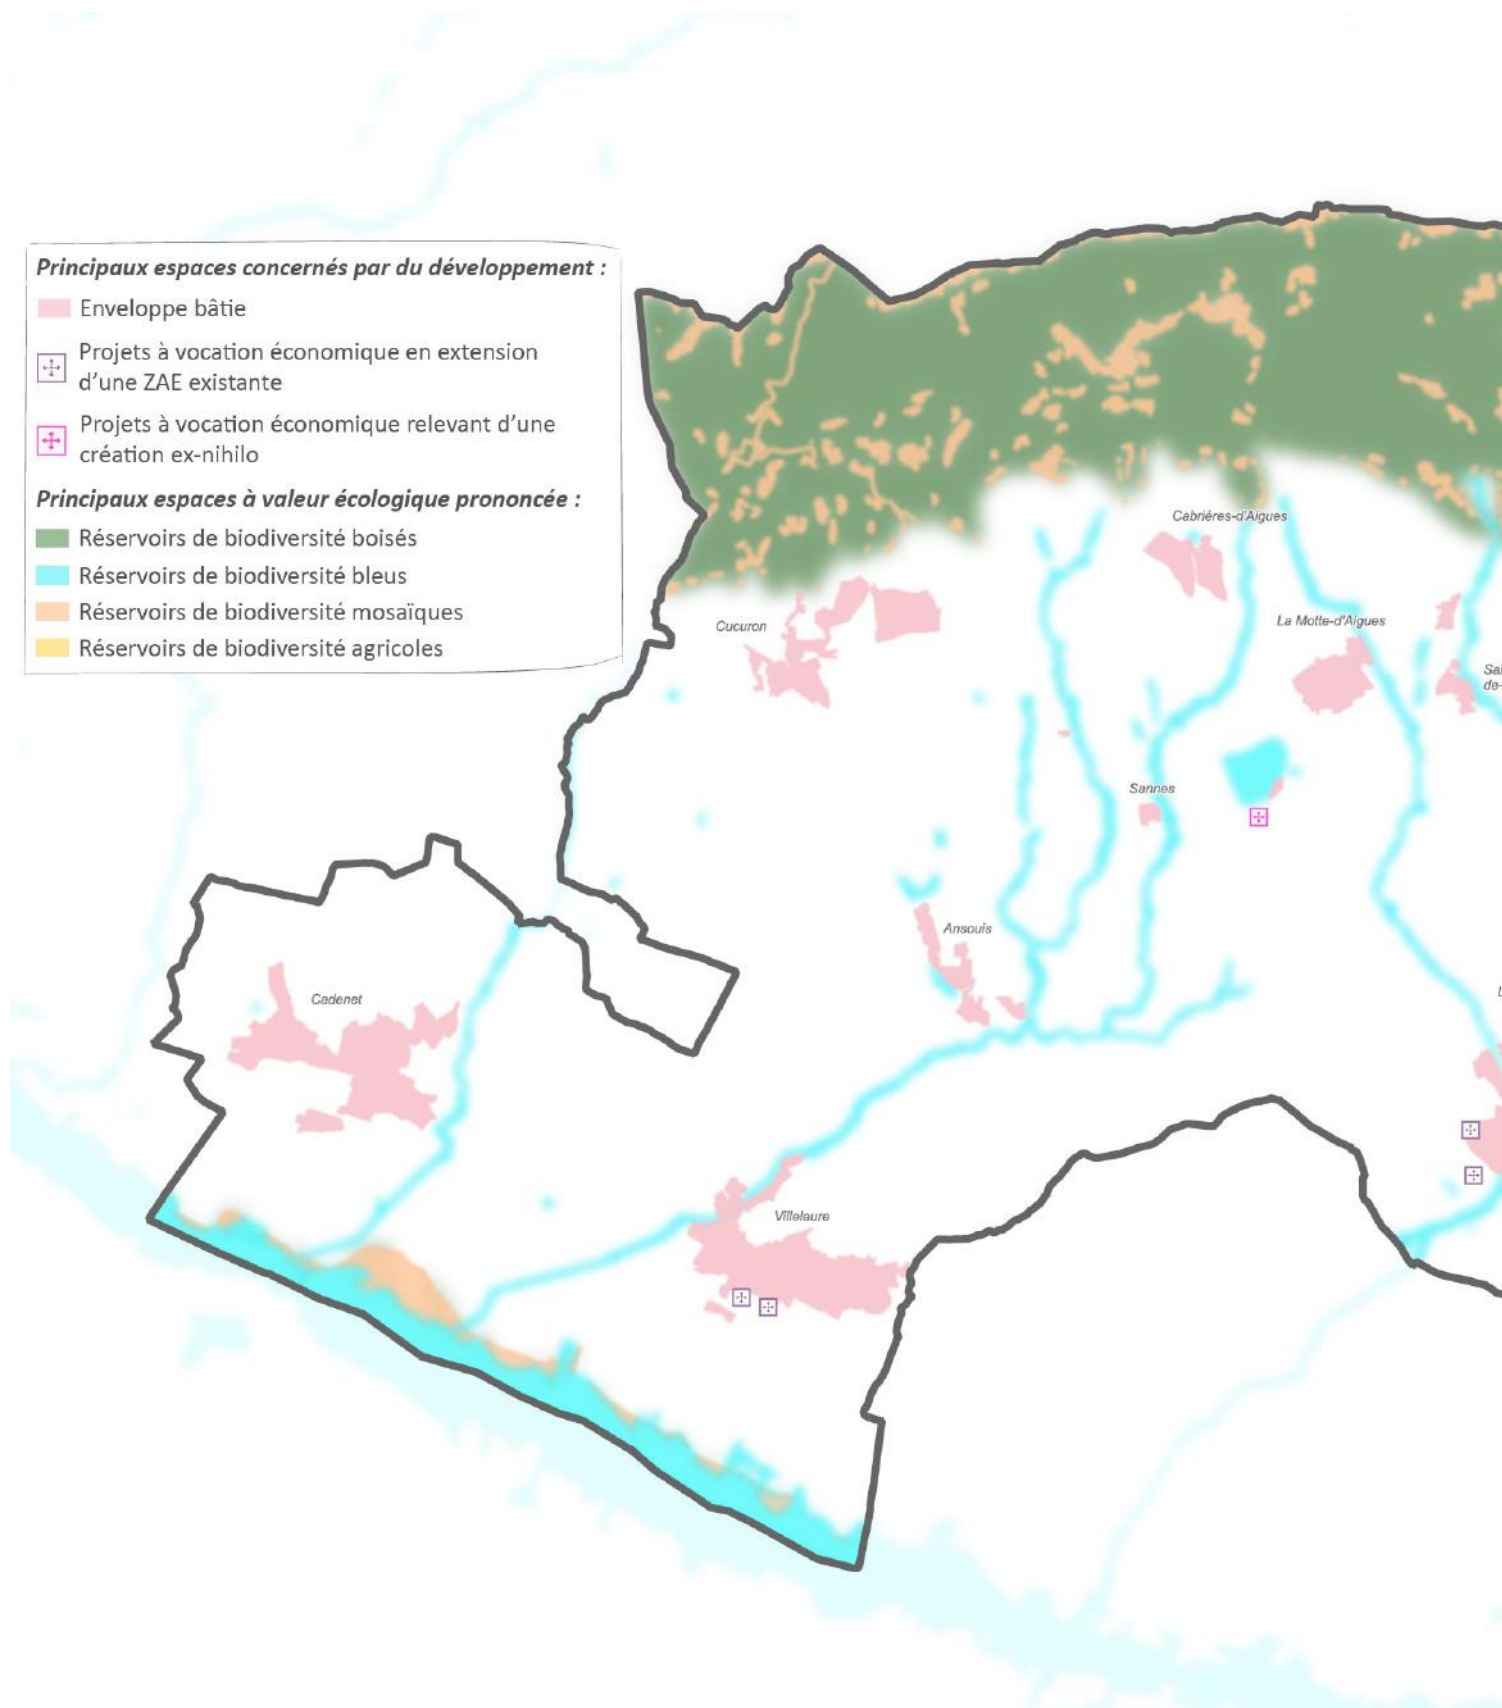 Principaux espaces concernés par du développement :
Enveloppe bâtie
Projets à vocation économique en extension
d'une ZAE existante
Projets à vocation économique relevant d'une
création ex-nihilo
Principaux espaces à valeur écologique prononcée :
Réservoirs de biodiversité boisés
Réservoirs de biodiversité bleus
Réservoirs de biodiversité mosaïques
Réservoirs de biodiversité agricoles
Cabrières-d'Aigues
Cucuron
La Motte-d'Aigues
Sannes
Ansouis
Cadenet
Villelaure